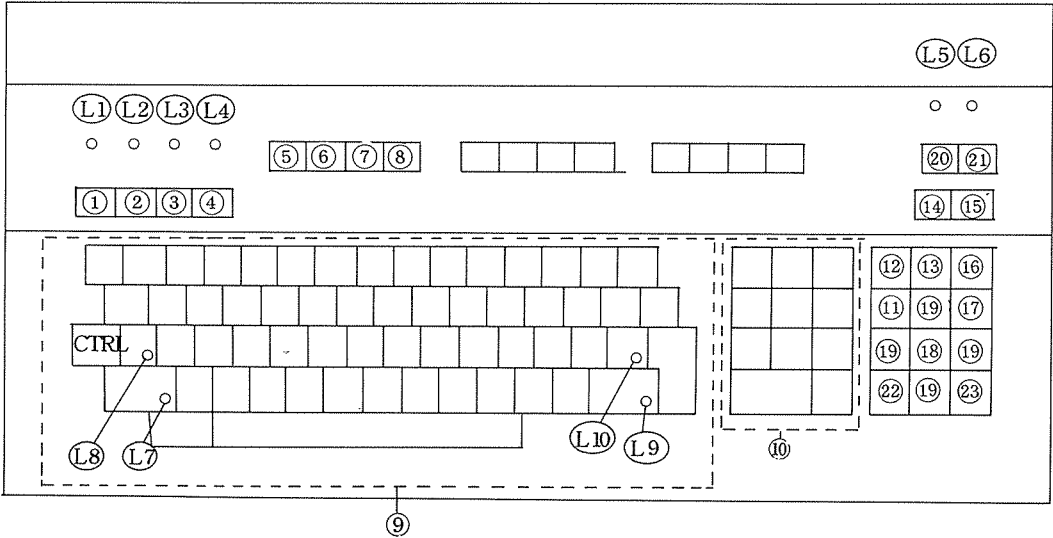 L5 L6
L1 L2 L3 L4
⑤ ⑥ ⑦ ⑧ ⑳ ㉑
① ② ③ ④ ⑭ ⑮
⑫ ⑬ ⑯
⑪ ⑲ ⑰
CTRL
⑲ ⑱ ⑲
㉒ ⑲ ㉓
L8 L7 L10 L9 ⑩
⑨